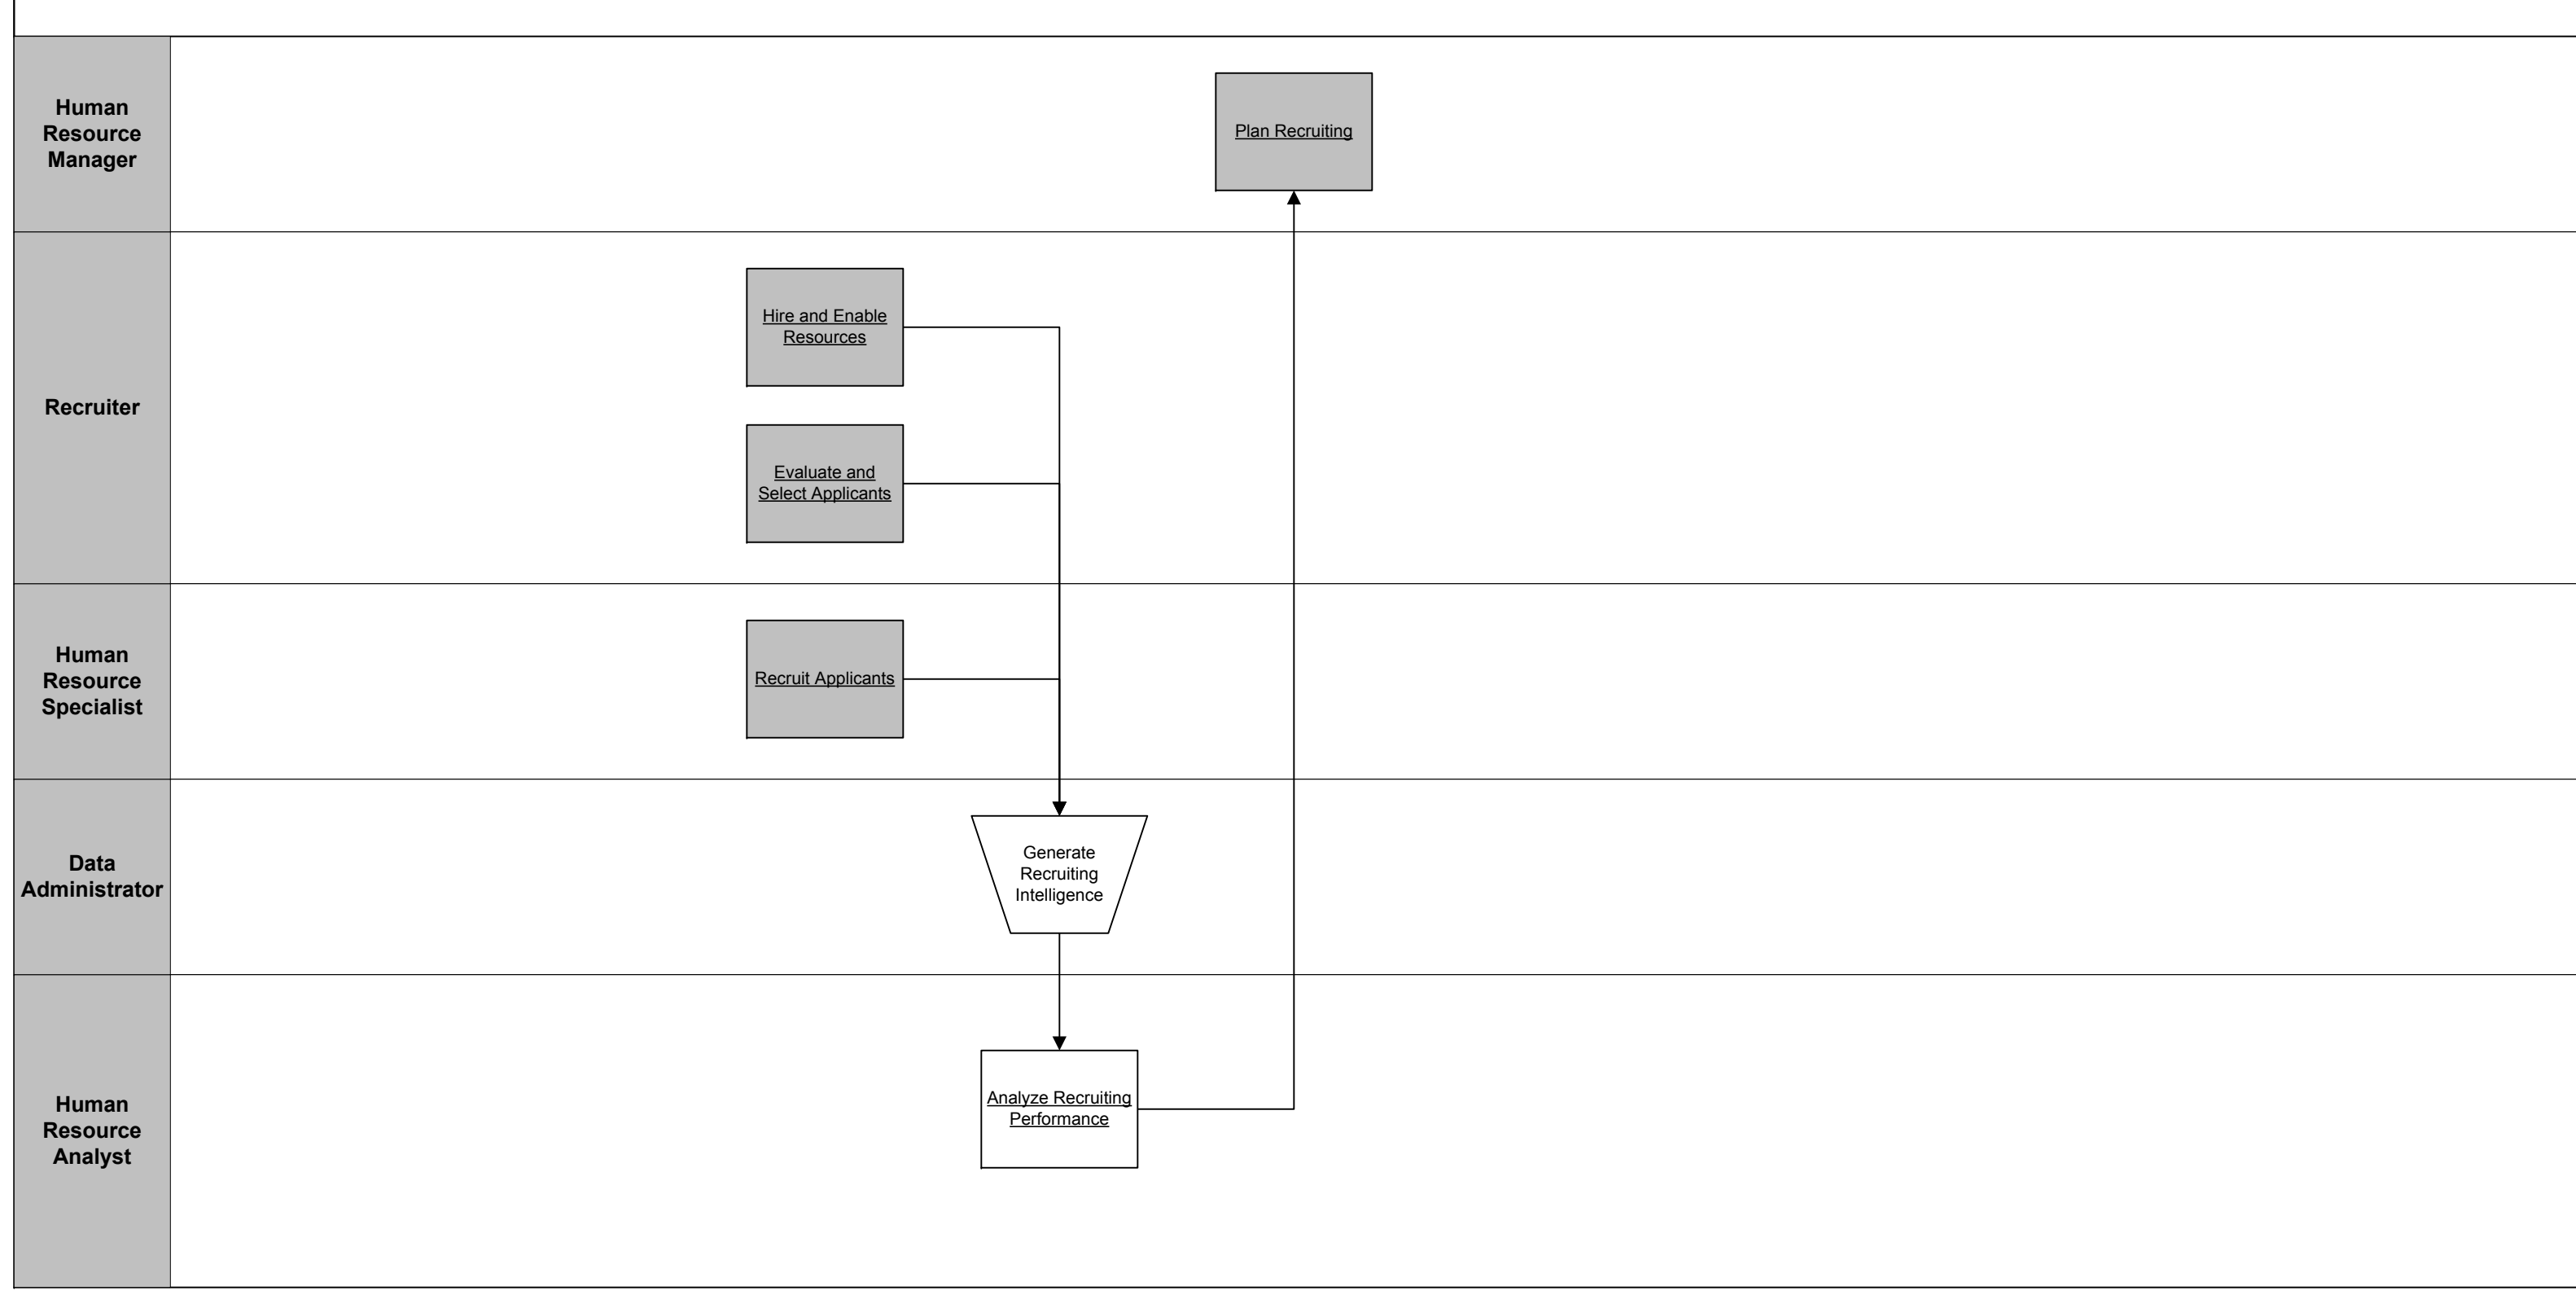 Human
Resource
Manager
Plan Recruiting
Recruiter
Hire and Enable
Resources
Evaluate and
Select Applicants
Human
Resource
Specialist
Recruit Applicants
Data
Administrator
Generate
Recruiting
Intelligence
Human
Resource
Analyst
Analyze Recruiting
Performance